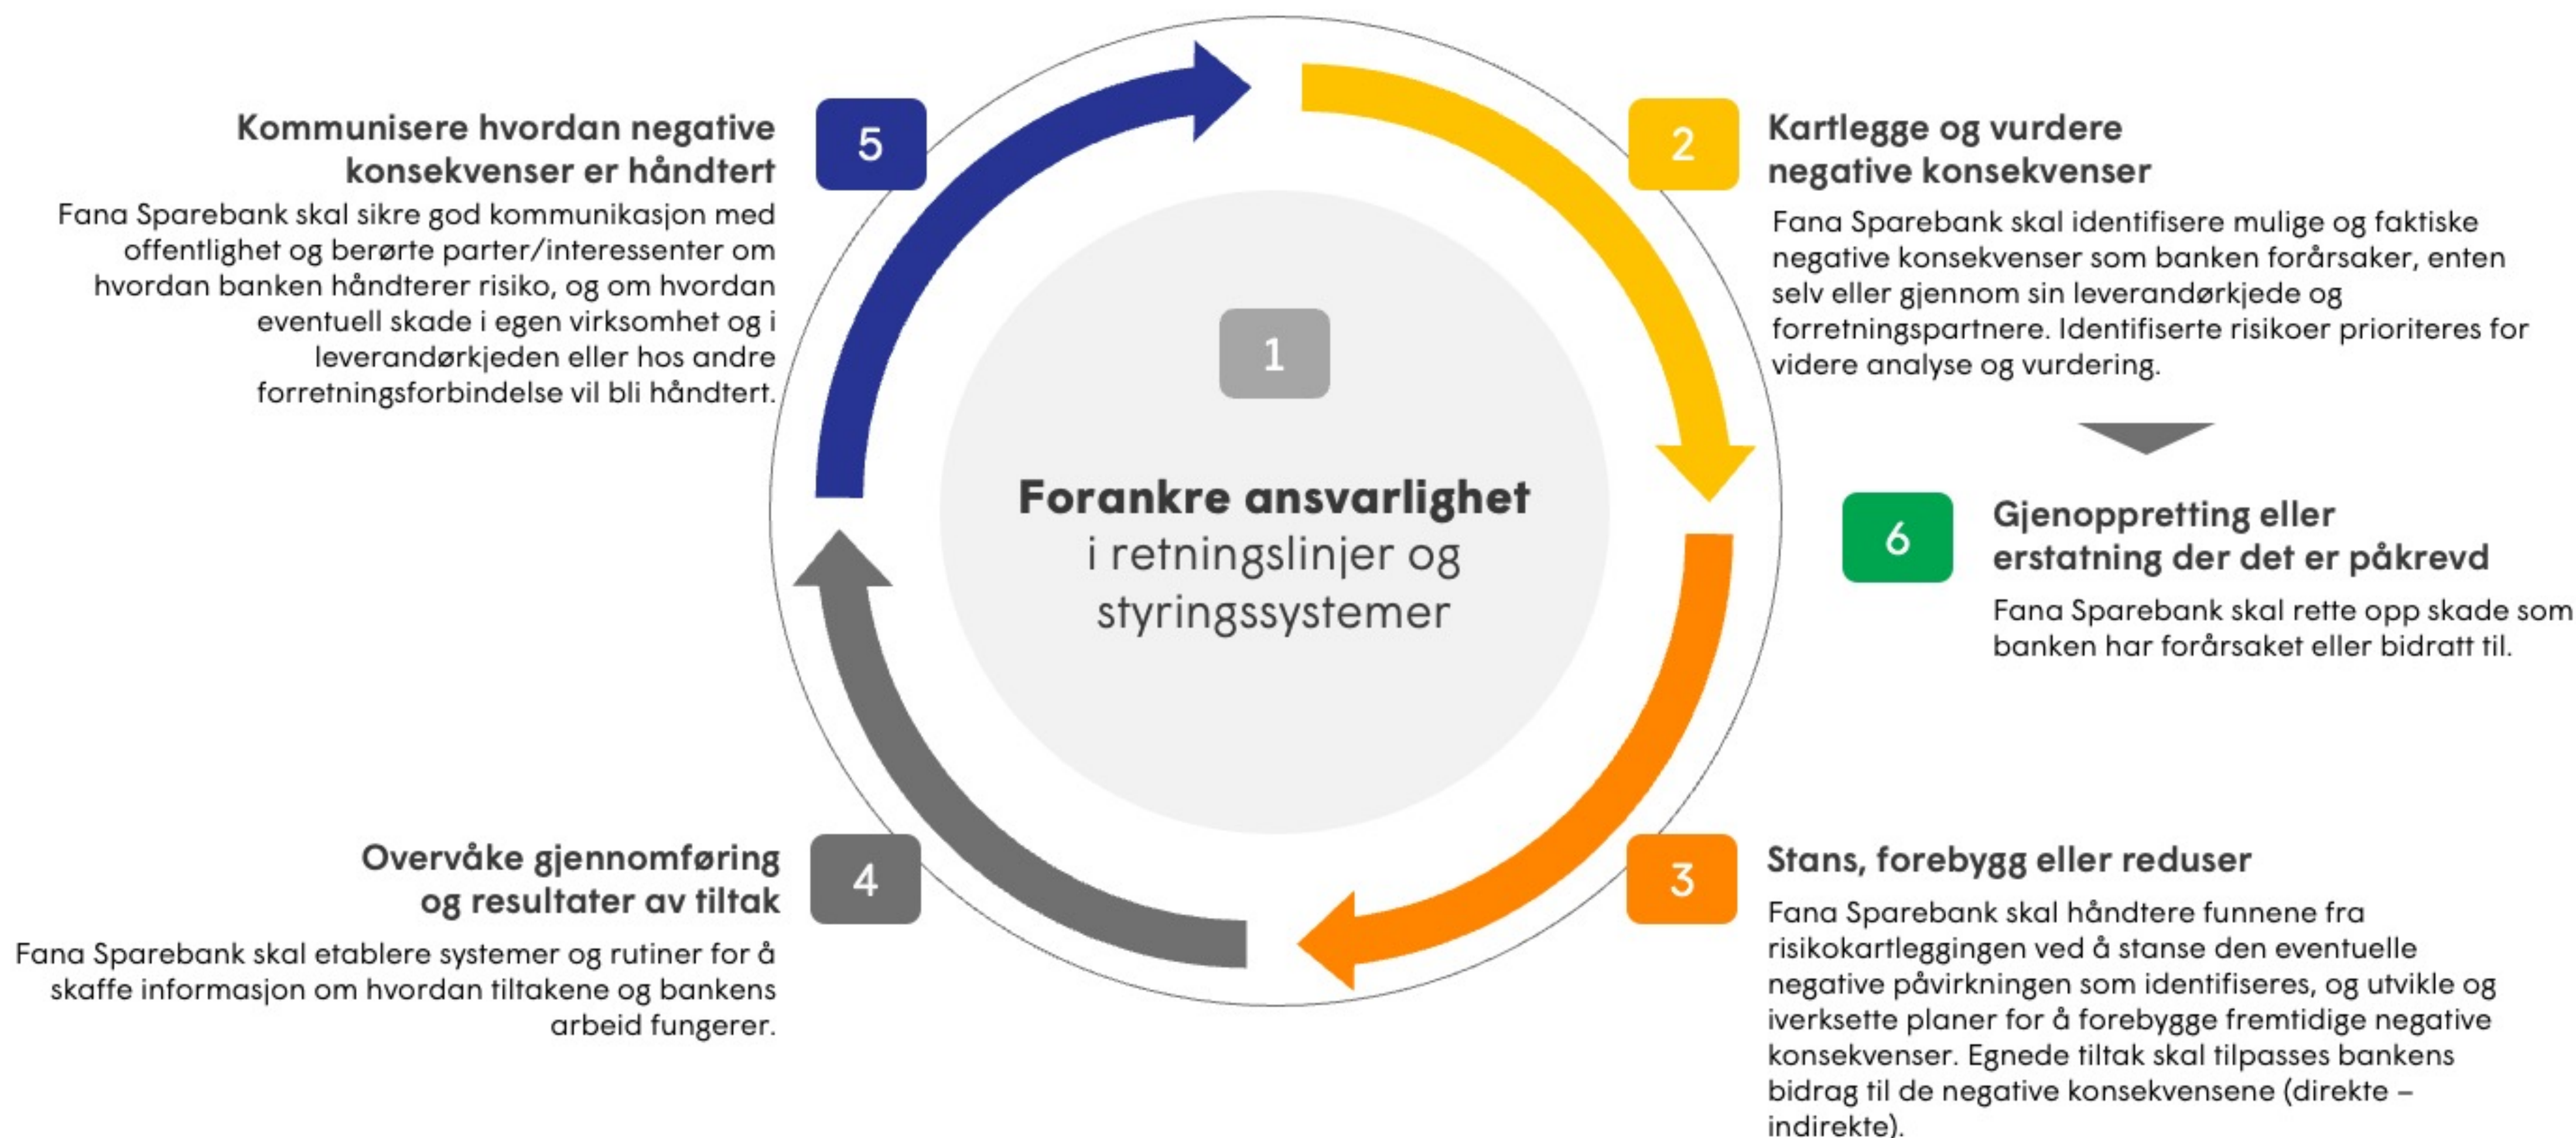 1
Forankre ansvarlighet
i retningslinjer og
styringssystemer
2
Kartlegge og vurdere
negative konsekvenser
Fana Sparebank skal identifisere mulige og faktiske
negative konsekvenser som banken forårsaker, enten
selv eller gjennom sin leverandørkjede og
forretningspartnere. Identifiserte risikoer prioriteres for
videre analyse og vurdering.
3
Stans, forebygg eller reduser
Fana Sparebank skal håndtere funnene fra
risikokartleggingen ved å stanse den eventuelle
negative påvirkningen som identifiseres, og utvikle og
iverksette planer for å forebygge fremtidige negative
konsekvenser. Egnede tiltak skal tilpasses bankens
bidrag til de negative konsekvensene (direkte –
indirekte).
4
Overvåke gjennomføring
og resultater av tiltak
Fana Sparebank skal etablere systemer og rutiner for å
skaffe informasjon om hvordan tiltakene og bankens
arbeid fungerer.
5
Kommunisere hvordan negative
konsekvenser er håndtert
Fana Sparebank skal sikre god kommunikasjon med
offentlighet og berørte parter/interessenter om
hvordan banken håndterer risiko, og om hvordan
eventuell skade i egen virksomhet og i
leverandørkjeden eller hos andre
forretningsforbindelse vil bli håndtert.
6
Gjenoppretting eller
erstatning der det er påkrevd
Fana Sparebank skal rette opp skade som
banken har forårsaket eller bidratt til.